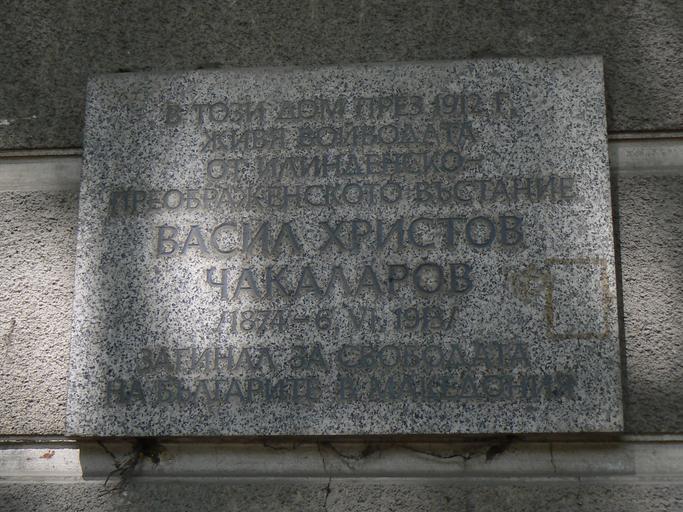 В ТОЗИ ДОМ ПРЕЗ 1912 Г.
ЖИВЯ ВОЙВОДАТА
ОТ ИЛИНДЕНСКО-
ПРЕОБРАЖЕНСКОТО ВЪСТАНИЕ
ВАСИЛ ХРИСТОВ
ЧАКАЛАРОВ
/1874 – 6. VI. 1913/
ЗАГИНАЛ ЗА СВОБОДАТА
НА БЪЛГАРИТЕ В МАКЕДОНИЯ